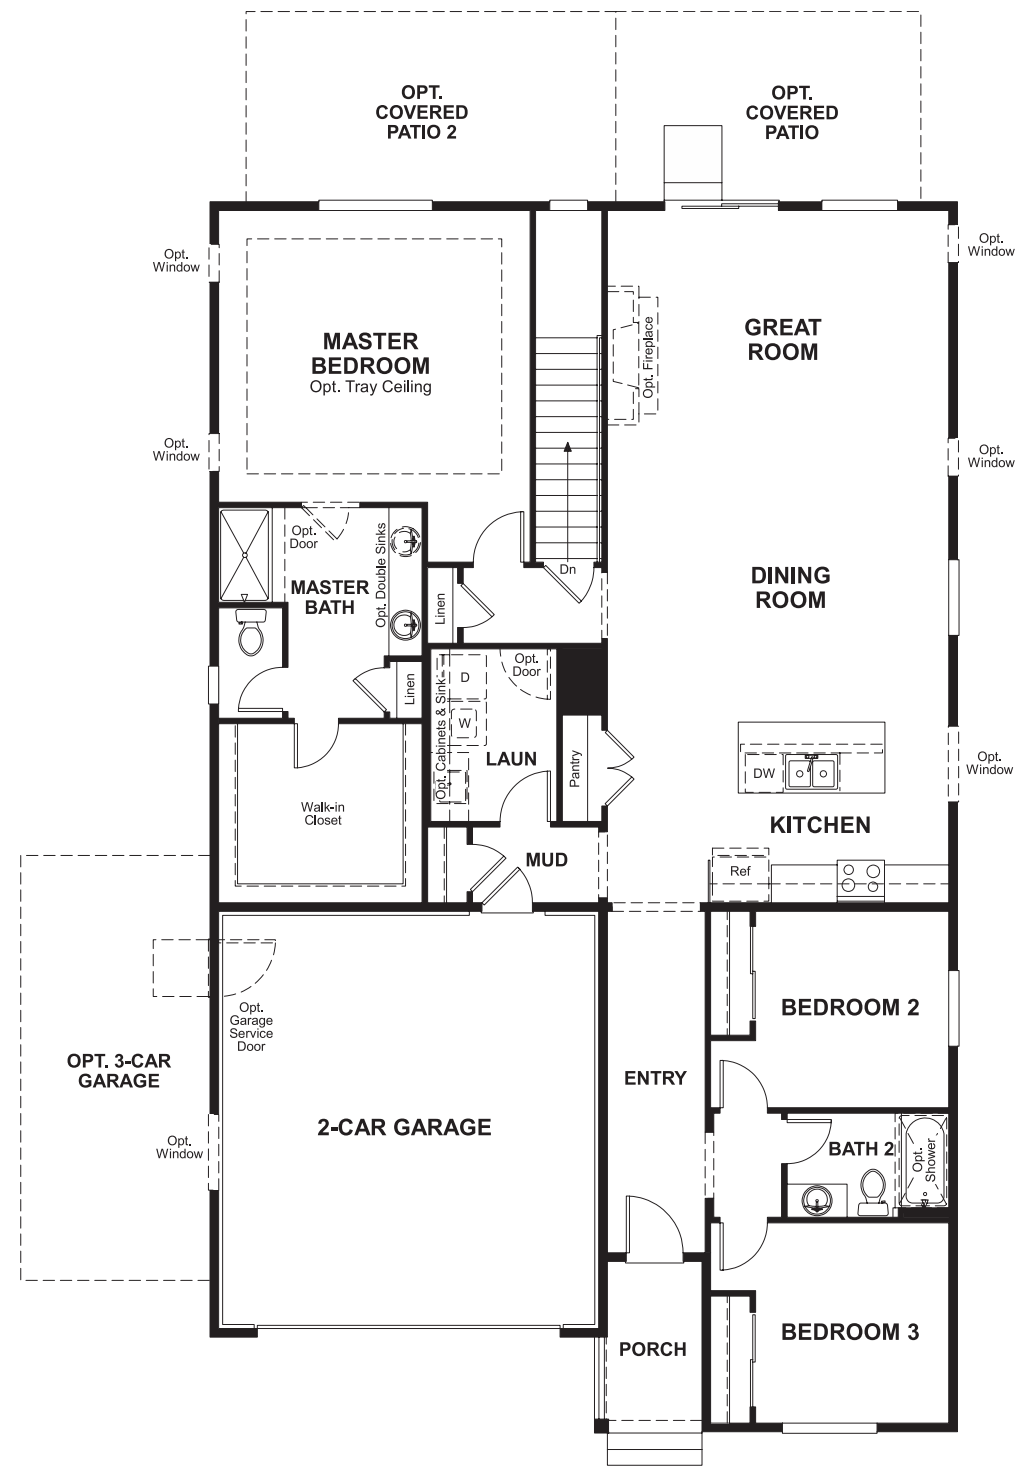 OPT.
COVERED
PATIO 2
OPT.
COVERED
PATIO
Opt.
Window
Opt.
Window
MASTER
BEDROOM
Opt. Tray Ceiling
Opt. Fireplace
GREAT
ROOM
Opt.
Window
Opt.
Window
Opt.
Door
Opt. Double Sinks
MASTER
BATH
Linen
Dn
DINING
ROOM
Linen
Opt. Cabinets & Sink
D
W
Opt.
Door
LAUN
Pantry
DW
Opt.
Window
Walk-in
Closet
KITCHEN
MUD
Ref
Opt.
Garage
Service
Door
BEDROOM 2
OPT. 3-CAR
GARAGE
ENTRY
2-CAR GARAGE
Opt.
Window
BATH 2
Opt.
Shower
BEDROOM 3
PORCH